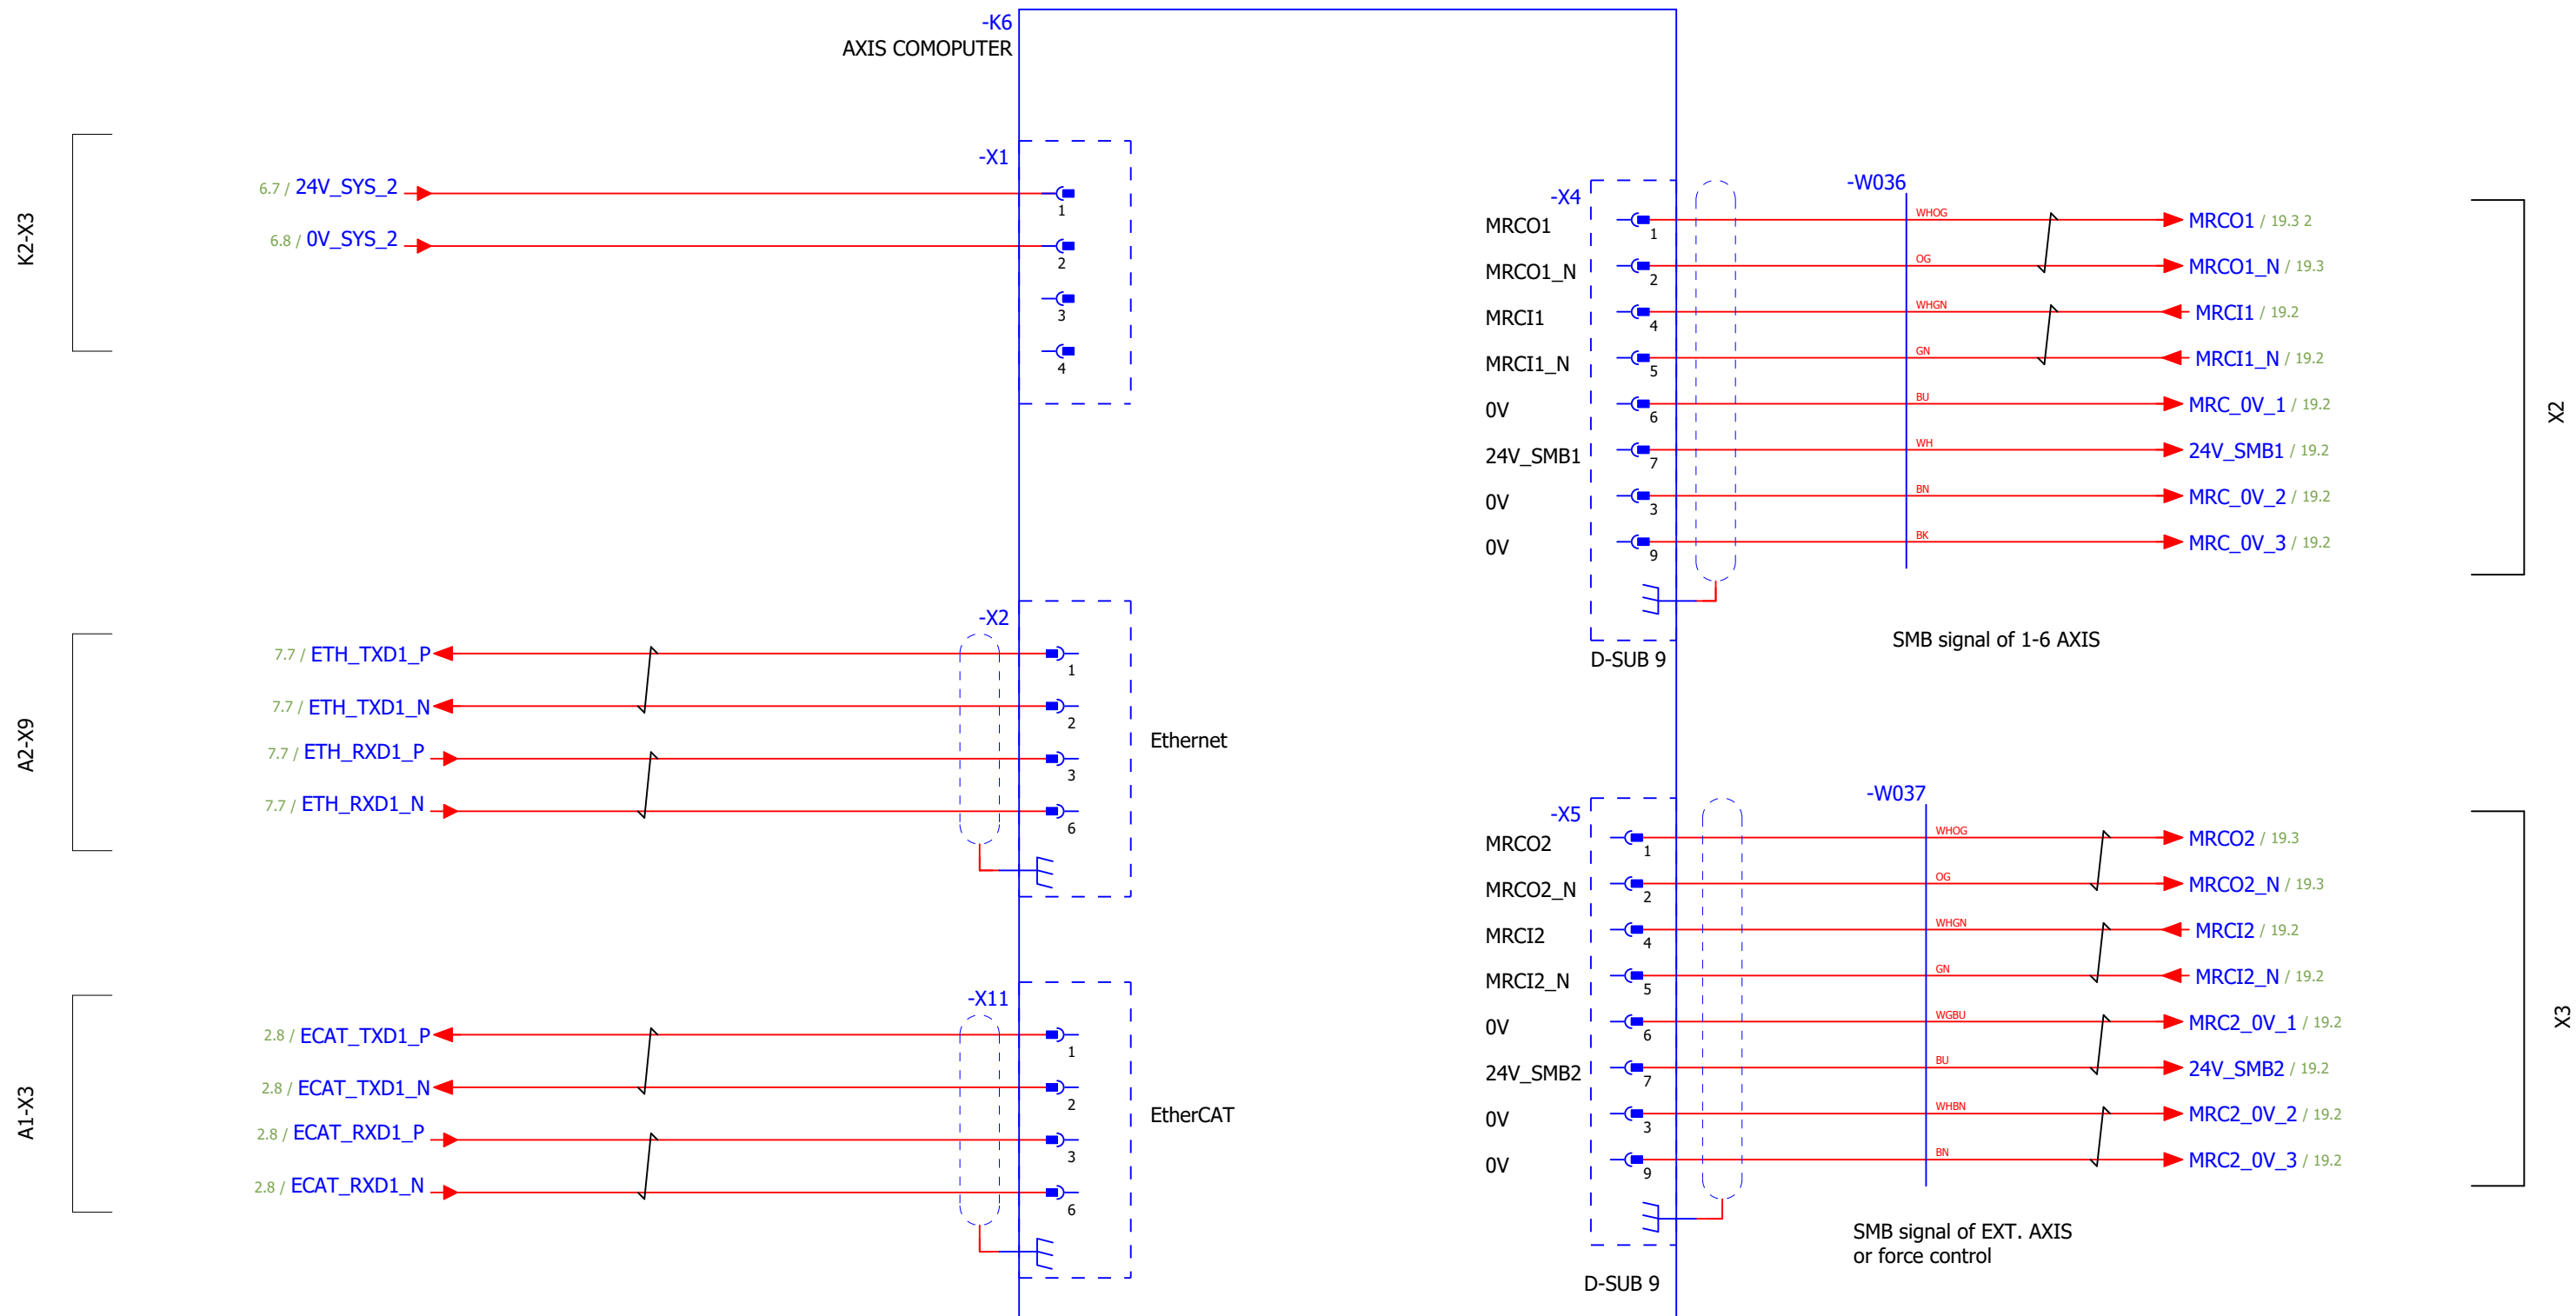 -K6
AXIS COMOPUTER
K2-X3
-X1
6.7 / 24V_SYS_2
1
6.8 / 0V_SYS_2
2
3
4
A2-X9
-X2
7.7 / ETH_TXD1_P
1
7.7 / ETH_TXD1_N
2
7.7 / ETH_RXD1_P
3
7.7 / ETH_RXD1_N
6
Ethernet
A1-X3
-X11
2.8 / ECAT_TXD1_P
1
2.8 / ECAT_TXD1_N
2
2.8 / ECAT_RXD1_P
3
2.8 / ECAT_RXD1_N
6
EtherCAT
-X4
-W036
MRCO1 1 WHOG MRCO1 / 19.3 2
MRCO1_N 2 OG MRCO1_N / 19.3
MRCI1 4 WHGN MRCI1 / 19.2
MRCI1_N 5 GN MRCI1_N / 19.2
0V 6 BU MRC_0V_1 / 19.2
24V_SMB1 7 WH 24V_SMB1 / 19.2
0V 3 BN MRC_0V_2 / 19.2
0V 9 BK MRC_0V_3 / 19.2
X2
D-SUB 9
SMB signal of 1-6 AXIS
-X5
-W037
MRCO2 1 WHOG MRCO2 / 19.3
MRCO2_N 2 OG MRCO2_N / 19.3
MRCI2 4 WHGN MRCI2 / 19.2
MRCI2_N 5 GN MRCI2_N / 19.2
0V 6 WGBU MRC2_0V_1 / 19.2
24V_SMB2 7 BU 24V_SMB2 / 19.2
0V 3 WHBN MRC2_0V_2 / 19.2
0V 9 BN MRC2_0V_3 / 19.2
X3
D-SUB 9
SMB signal of EXT. AXIS
or force control